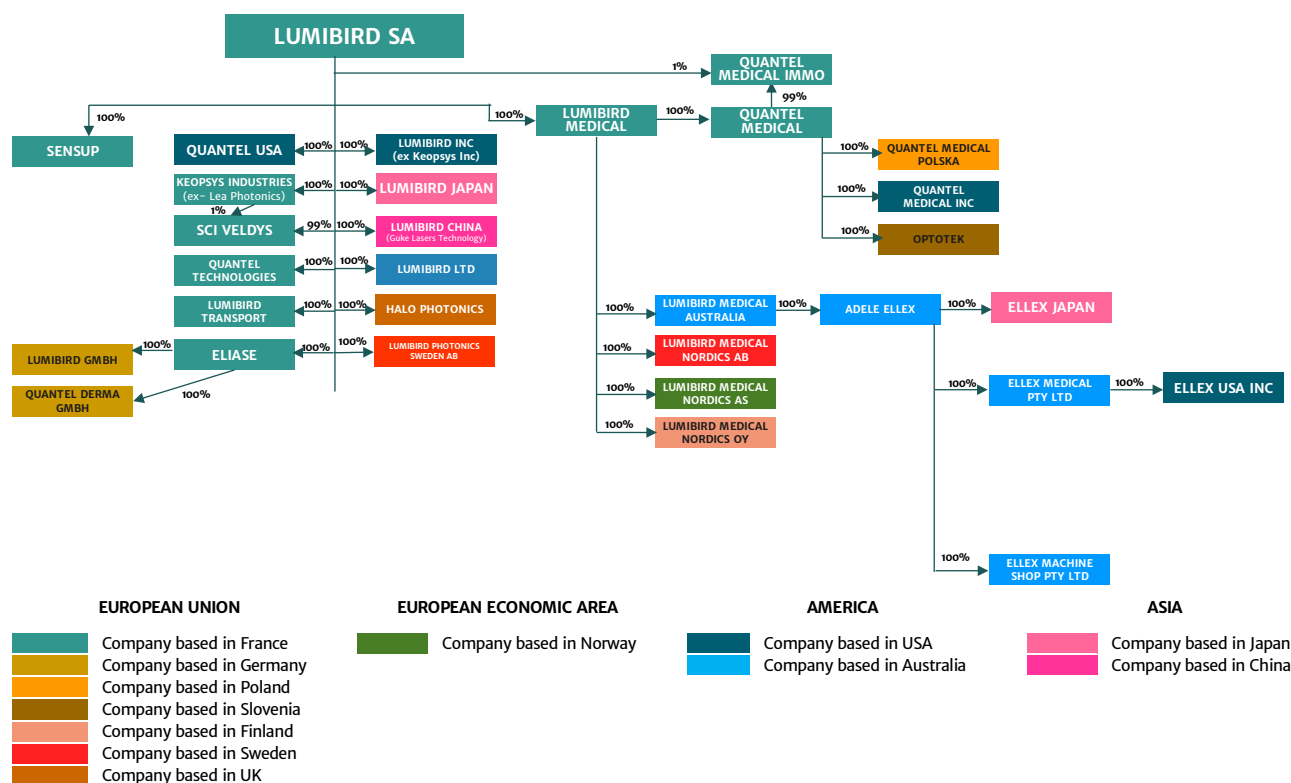 LUMIBIRD SA
1%
QUANTEL
MEDICAL IMMO
99%
100%
SENSUP
100%
LUMIBIRD
MEDICAL
100%
QUANTEL
MEDICAL
QUANTEL USA
100%
100%
LUMIBIRD INC
(ex Keopsys Inc)
100%
QUANTEL MEDICAL
POLSKA
KEOPSYS INDUSTRIES
(ex- Lea Photonics)
100%
100%
LUMIBIRD JAPAN
100%
QUANTEL
MEDICAL INC
1%
SCI VELDYS
99%
100%
LUMIBIRD CHINA
(Guke Lasers Technology)
100%
OPTOTEK
QUANTEL
TECHNOLOGIES
100%
100%
LUMIBIRD LTD
LUMIBIRD
TRANSPORT
100%
100%
HALO PHOTONICS
100%
LUMIBIRD MEDICAL
AUSTRALIA
100%
ADELE ELLEX
100%
ELLEX JAPAN
LUMIBIRD GMBH
100%
ELIASE
100%
100%
LUMIBIRD PHOTONICS
SWEDEN AB
100%
LUMIBIRD MEDICAL
NORDICS AB
QUANTEL DERMA
GMBH
100%
100%
LUMIBIRD MEDICAL
NORDICS AS
100%
ELLEX MEDICAL
PTY LTD
100%
ELLEX USA INC
100%
LUMIBIRD MEDICAL
NORDICS OY
100%
ELLEX MACHINE
SHOP PTY LTD
EUROPEAN UNION
Company based in France
Company based in Germany
Company based in Poland
Company based in Slovenia
Company based in Finland
Company based in Sweden
Company based in UK
EUROPEAN ECONOMIC AREA
Company based in Norway
AMERICA
Company based in USA
Company based in Australia
ASIA
Company based in Japan
Company based in China